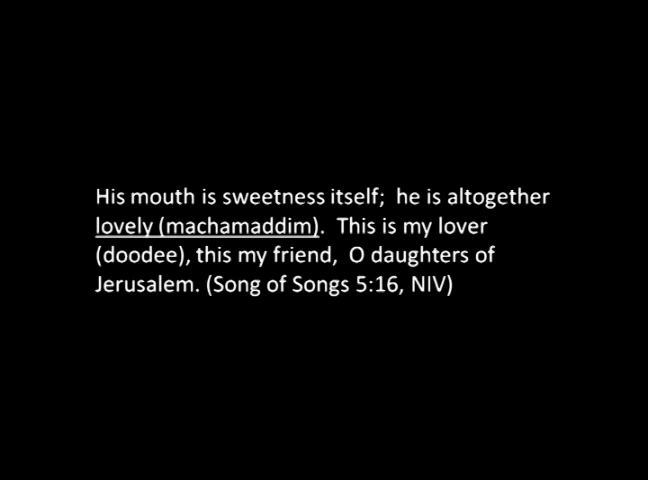 His mouth is sweetness itself;  he is altogether
lovely (machamaddim).  This is my lover
(doodee), this my friend,  O daughters of
Jerusalem. (Song of Songs 5:16, NIV)